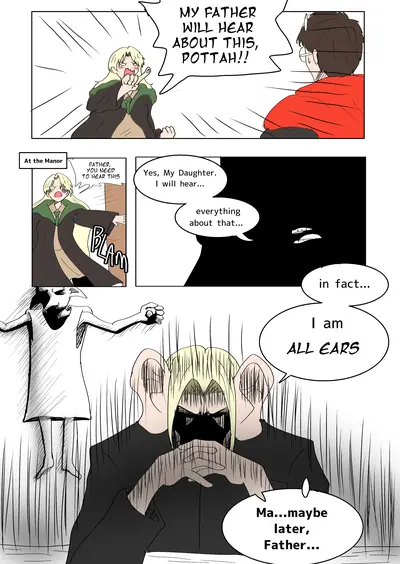 MY FATHER
WILL HEAR
ABOUT THIS,
POTTAH!!
At the Manor
FATHER,
YOU NEED
TO HEAR THIS
BLAM
Yes, My Daughter.
I will hear...
everything
about that...
in fact...
I am
ALL EARS
Ma...maybe
later,
Father...